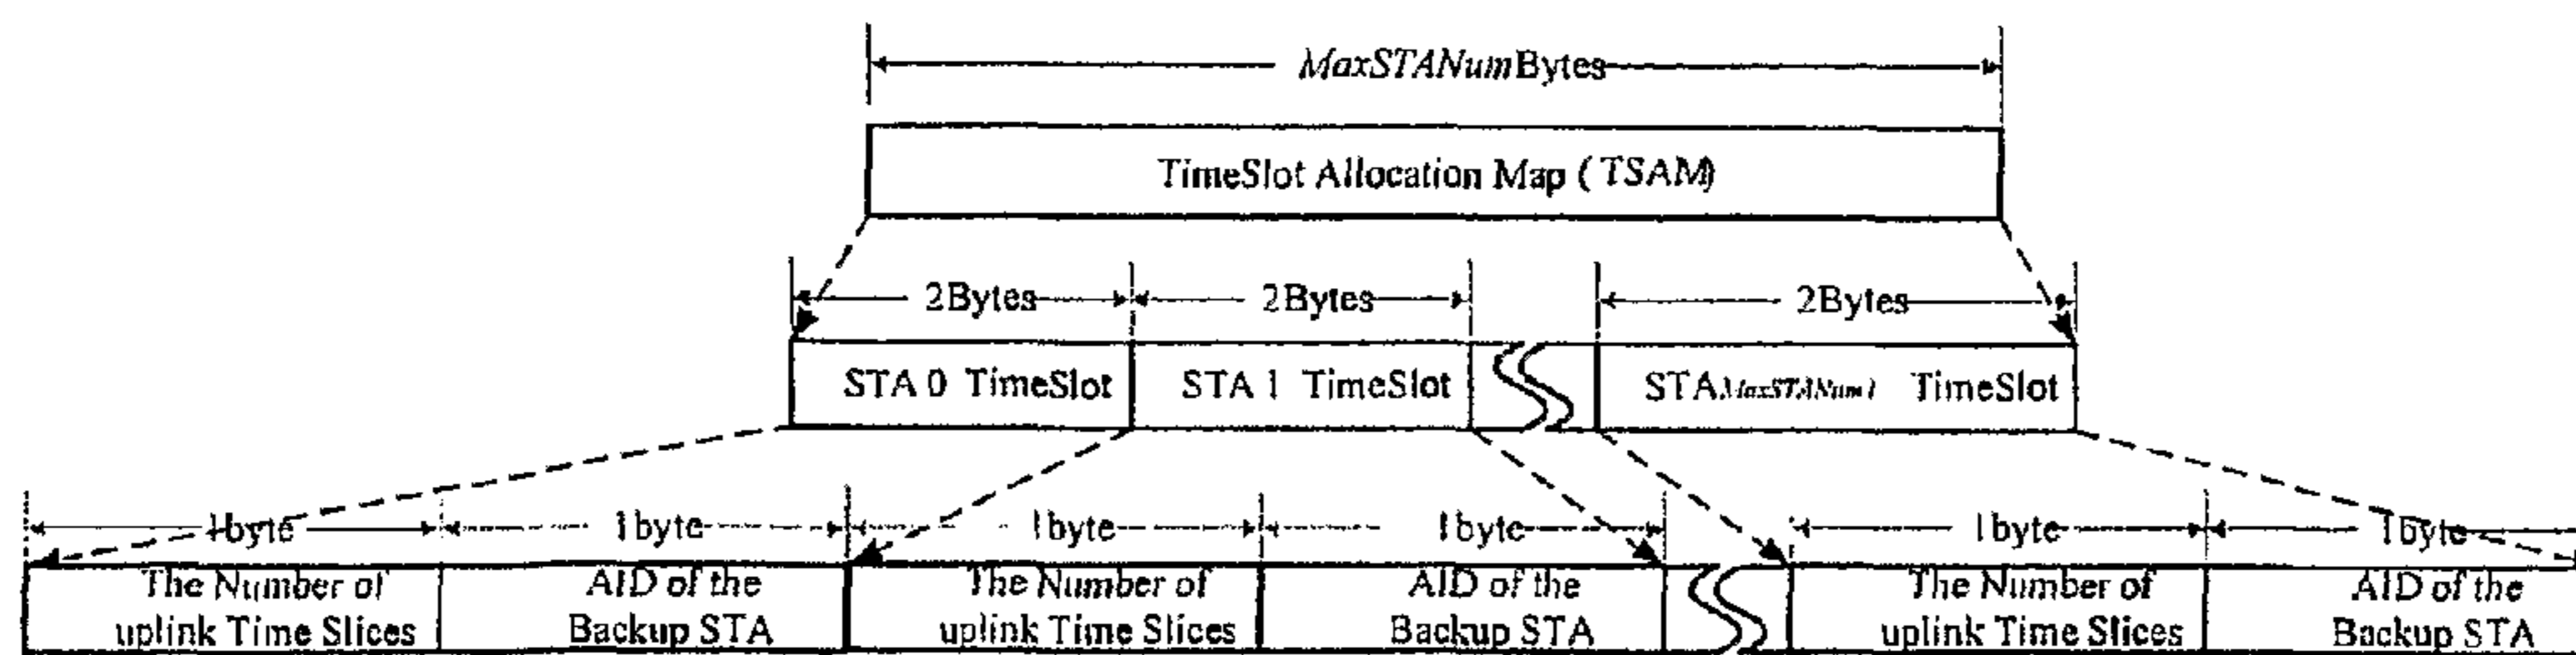 MaxSTANumBytes
TimeSlot Allocation Map (TSAM)
2Bytes 2Bytes 2Bytes
STA 0 TimeSlot STA 1 TimeSlot STA MaxSTANum1 TimeSlot
1byte 1byte 1byte 1byte 1byte 1byte
The Number of AID of the The Number of AID of the The Number of AID of the
uplink Time Slices Backup STA uplink Time Slices Backup STA uplink Time Slices Backup STA